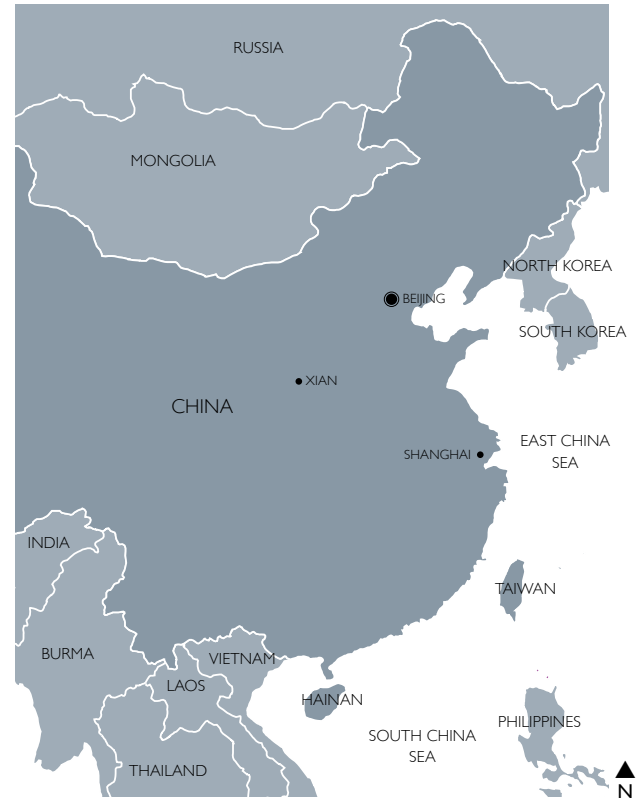 RUSSIA
MONGOLIA
NORTH KOREA
BEIJING
SOUTH KOREA
XIAN
CHINA
EAST CHINA
SEA
SHANGHAI
INDIA
TAIWAN
BURMA
VIETNAM
LAOS
HAINAN
PHILIPPINES
SOUTH CHINA
SEA
THAILAND
N